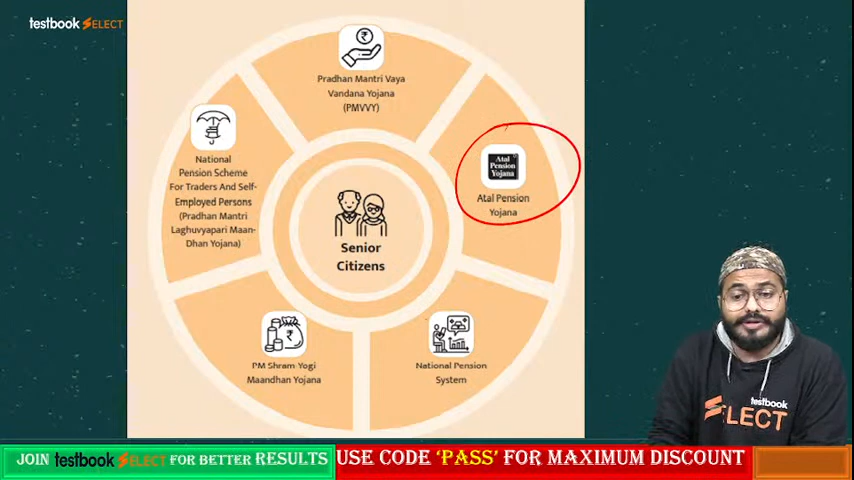 testbook SELECT
Pradhan Mantri Vaya
Vandana Yojana
(PMVVY)
Atal
Pension
Yojana
Atal Pension
Yojana
National
Pension Scheme
For Traders And Self-
Employed Persons
(Pradhan Mantri
Laghuvyapari Maan-
Dhan Yojana)
Senior
Citizens
PM Shram-Yogi
Maandhan Yojana
National Pension
System
testbook
SELECT
JOIN testbook SELECT FOR BETTER RESULTS
USE CODE 'PASS' FOR MAXIMUM DISCOUNT